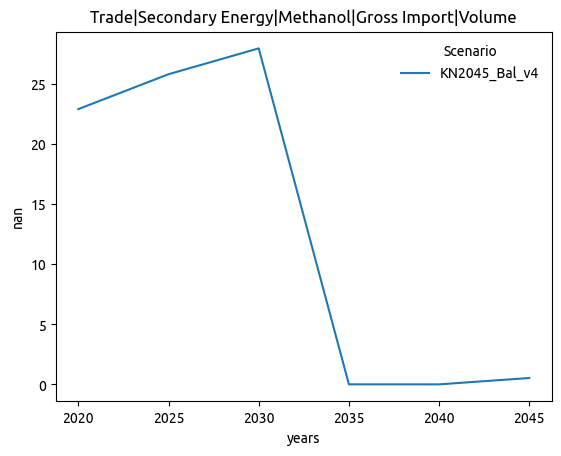 Trade|Secondary Energy|Methanol|Gross Import|Volume
Scenario
KN2045_Bal_v4
25
20
15
10
5
0
nan
2020 2025 2030 2035 2040 2045
years